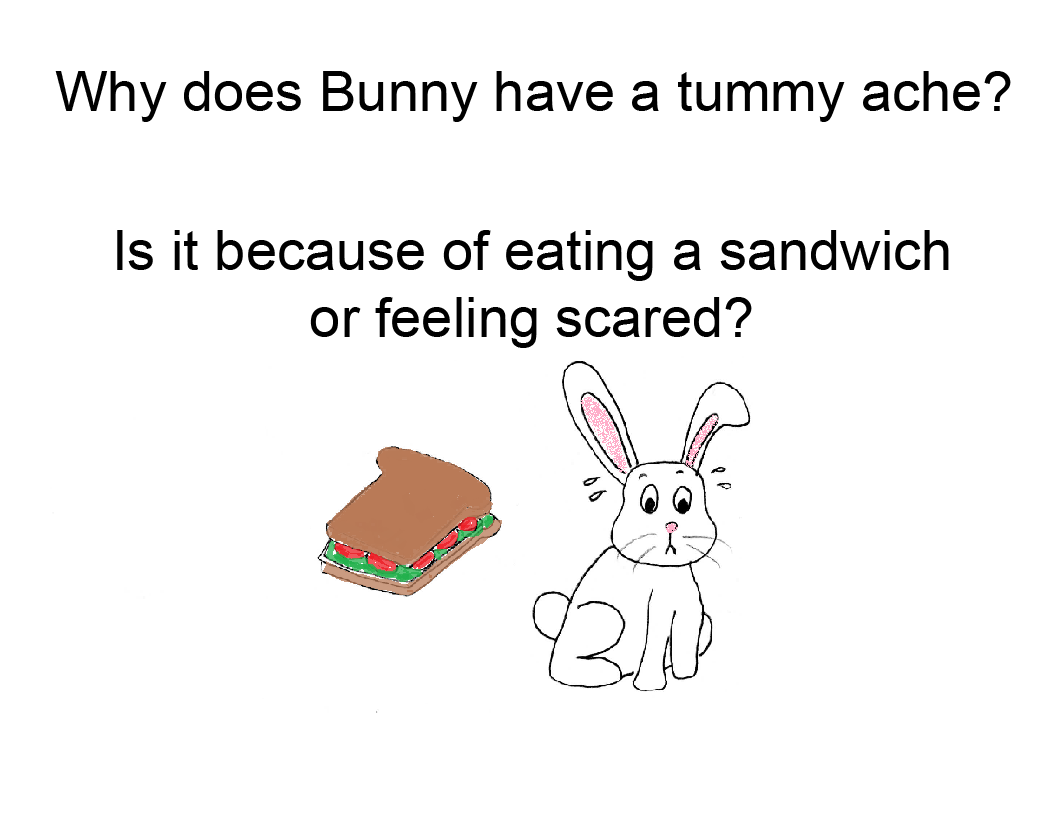 Why does Bunny have a tummy ache?
Is it because of eating a sandwich
or feeling scared?